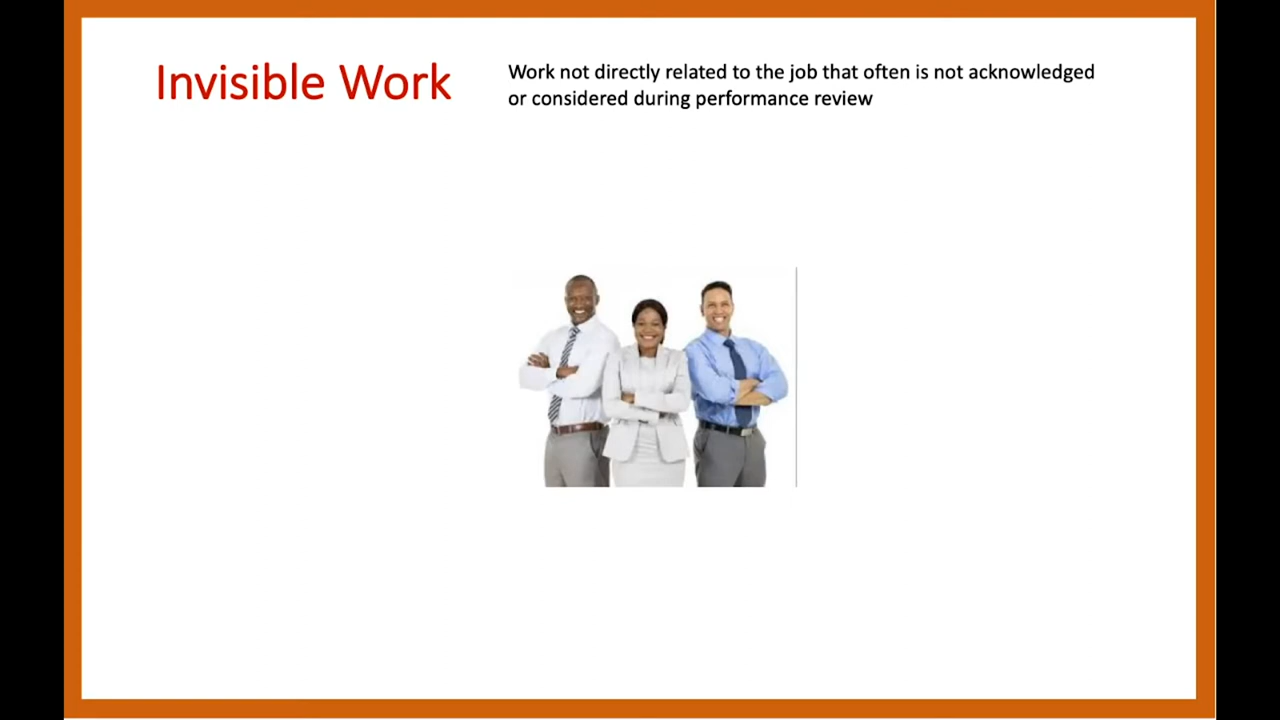 Invisible Work
Work not directly related to the job that often is not acknowledged
or considered during performance review